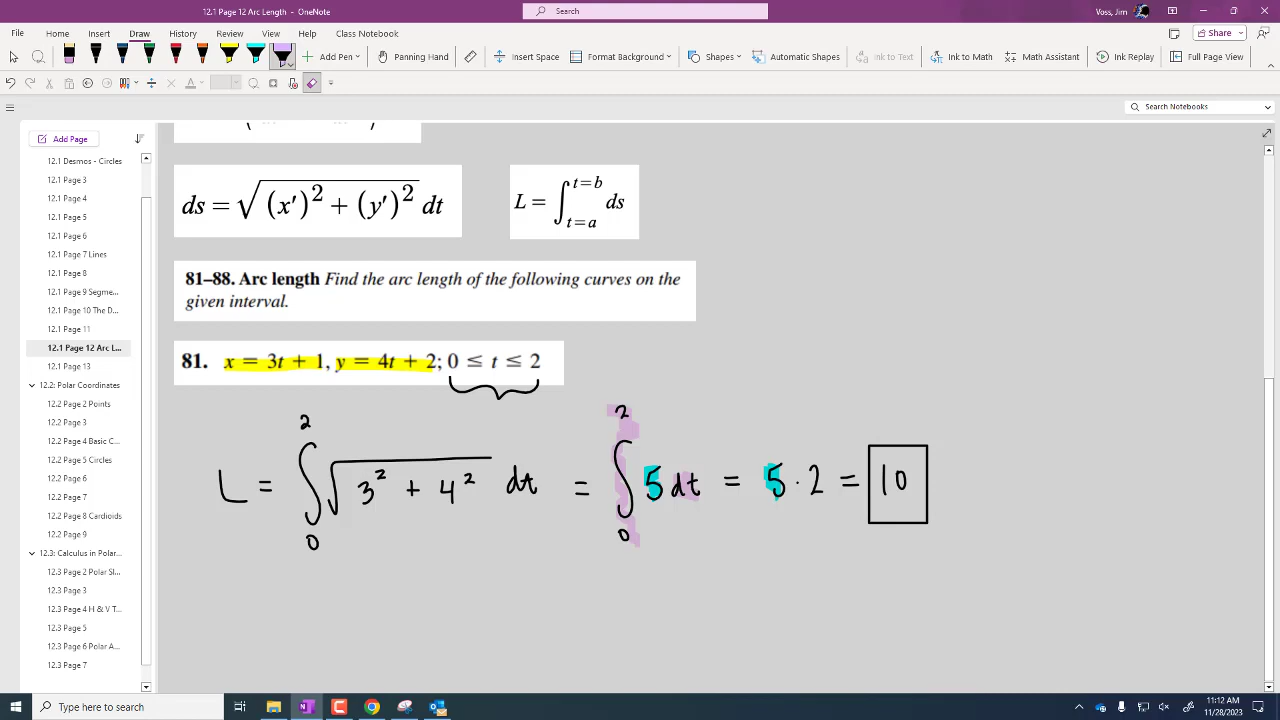 12.1 Arc Length - OneNote
Search
Voss, Jim
File Home Insert Draw History Review View Help Class Notebook
Share
Add Pen
Panning Hand
Insert Space
Format Background
Shapes
Automatic Shapes
Ink to Text
Ink to Math
Math Assistant
Ink Replay
Full Page View
Search Notebooks
Add Page
12.1 Desmos - Circles
12.1 Page 3
12.1 Page 4
12.1 Page 5
12.1 Page 6
12.1 Page 7 Lines
12.1 Page 8
12.1 Page 9 Segme...
12.1 Page 10 The D...
12.1 Page 11
12.1 Page 12 Arc L...
12.1 Page 13
12.2: Polar Coordinates
12.2 Page 2 Points
12.2 Page 3
12.2 Page 4 Basic C...
12.2 Page 5 Circles
12.2 Page 6
12.2 Page 7
12.2 Page 8 Cardioids
12.2 Page 9
12.3: Calculus in Polar...
12.3 Page 2 Polar Sl...
12.3 Page 3
12.3 Page 4 H & V T...
12.3 Page 5
12.3 Page 6 Polar A...
12.3 Page 7
ds = √(x′)² + (y′)² dt
L = ∫ t=b t=a ds
81–88. Arc length Find the arc length of the following curves on the
given interval.
81. x = 3t + 1, y = 4t + 2; 0 ≤ t ≤ 2
L = ∫₀² √3² + 4² dt = ∫₀² 5 dt = 5 · 2 = 10
Type here to search
11:12 AM
11/28/2023